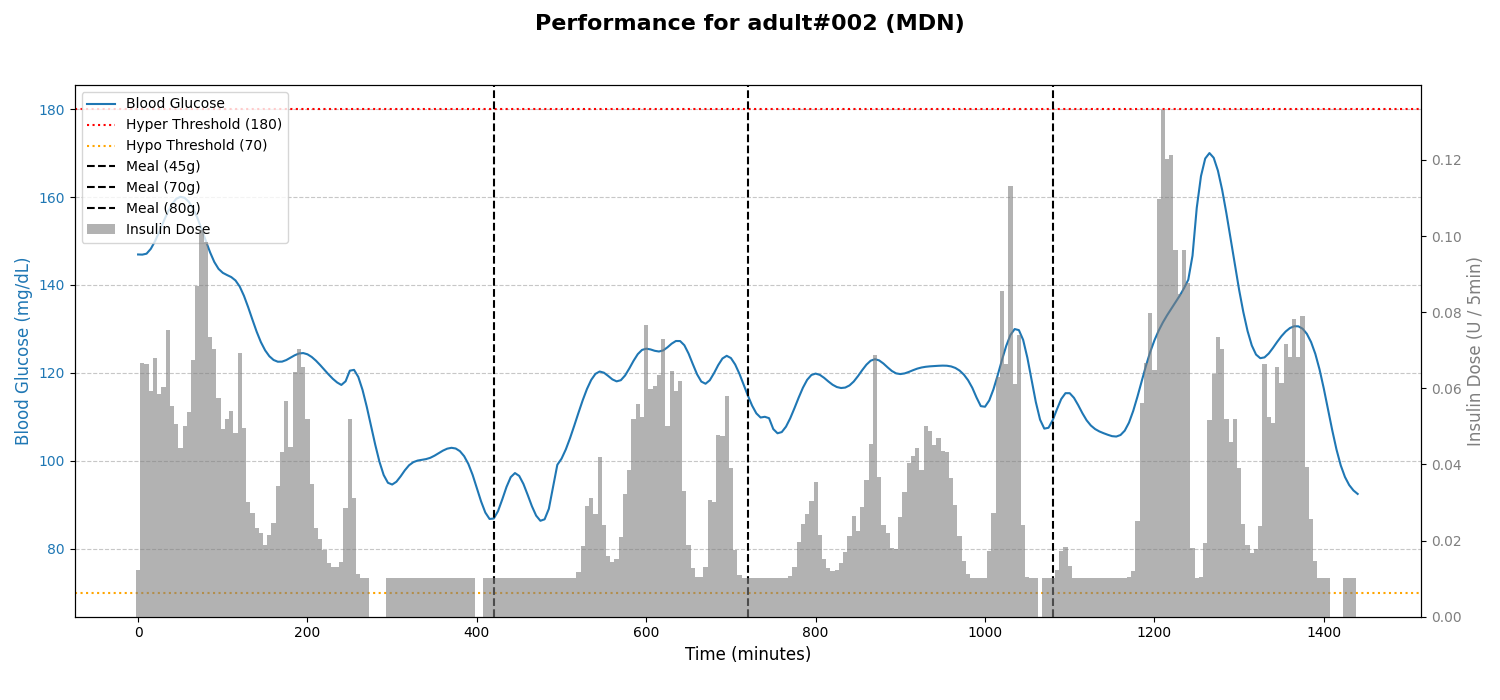 Performance for adult#002 (MDN)
Blood Glucose
Hyper Threshold (180)
Hypo Threshold (70)
Meal (45g)
Meal (70g)
Meal (80g)
Insulin Dose
Blood Glucose (mg/dL)
180
160
140
120
100
80
0.12
0.10
0.08
0.06
0.04
0.02
0.00
Insulin Dose (U / 5min)
0 200 400 600 800 1000 1200 1400
Time (minutes)